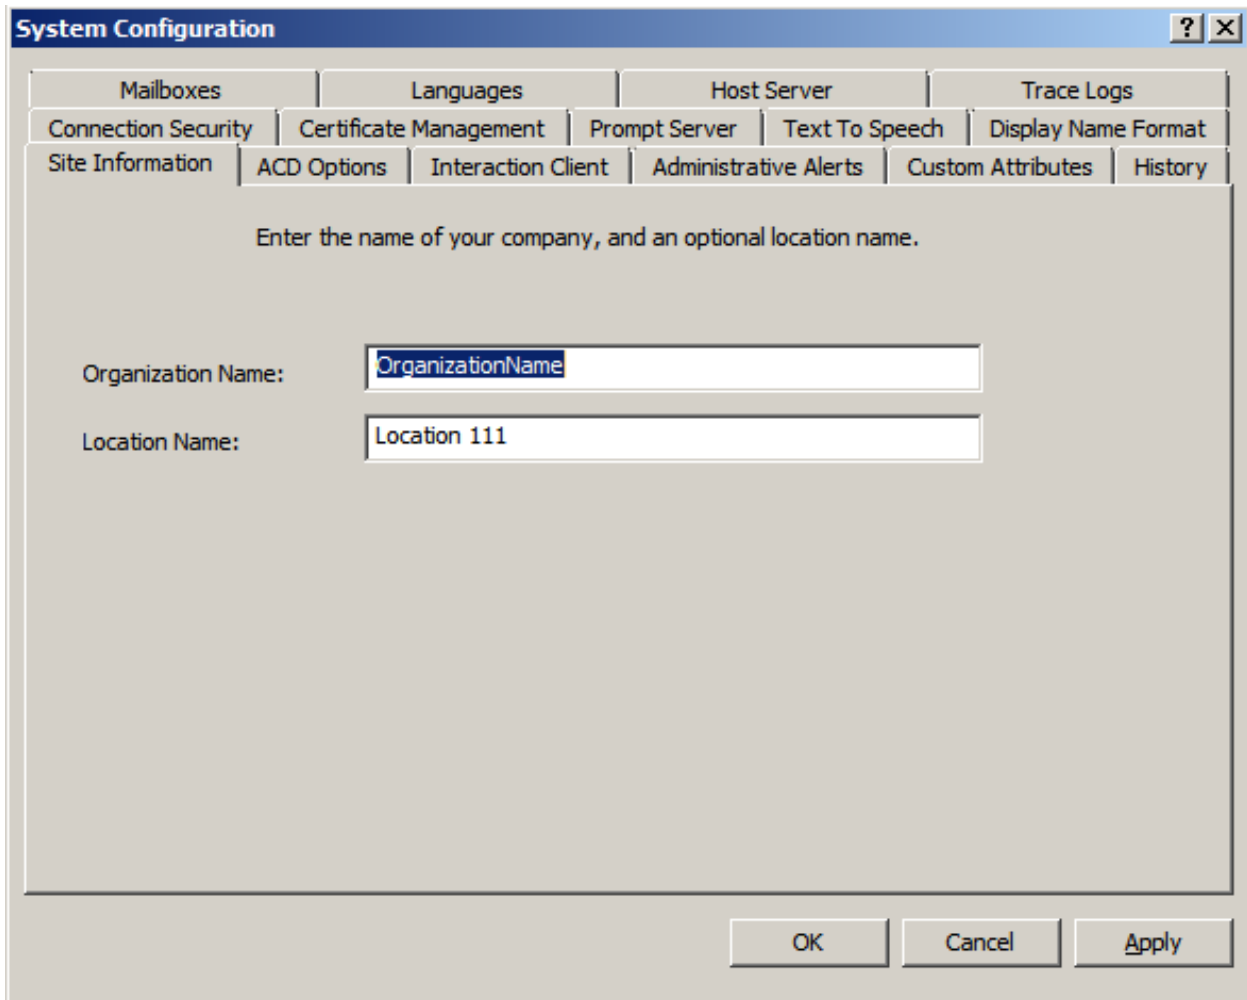 System Configuration
Mailboxes Languages Host Server Trace Logs
Connection Security Certificate Management Prompt Server Text To Speech Display Name Format
Site Information ACD Options Interaction Client Administrative Alerts Custom Attributes History
Enter the name of your company, and an optional location name.
Organization Name: OrganizationName
Location Name: Location 111
OK Cancel Apply